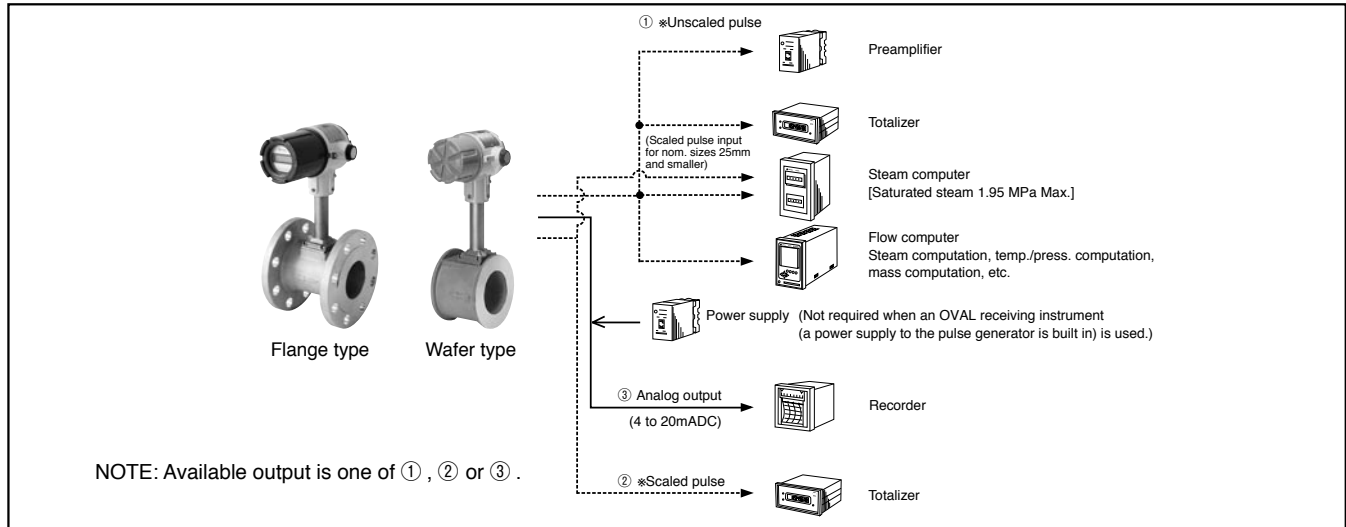 ① ※Unscaled pulse
Preamplifier
Totalizer
(Scaled pulse input
for nom. sizes 25mm
and smaller)
Steam computer
[Saturated steam 1.95 MPa Max.]
Flow computer
Steam computation, temp./press. computation,
mass computation, etc.
Power supply (Not required when an OVAL receiving instrument
(a power supply to the pulse generator is built in) is used.)
Flange type
Wafer type
③ Analog output
(4 to 20mADC)
Recorder
NOTE: Available output is one of ① , ② or ③ .
② ※Scaled pulse
Totalizer